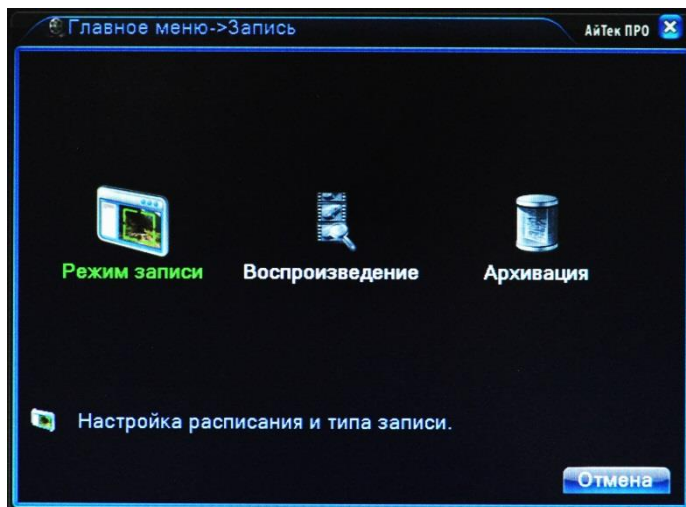 Главное меню->Запись
АйТек ПРО
Режим записи
Воспроизведение
Архивация
Настройка расписания и типа записи.
Отмена